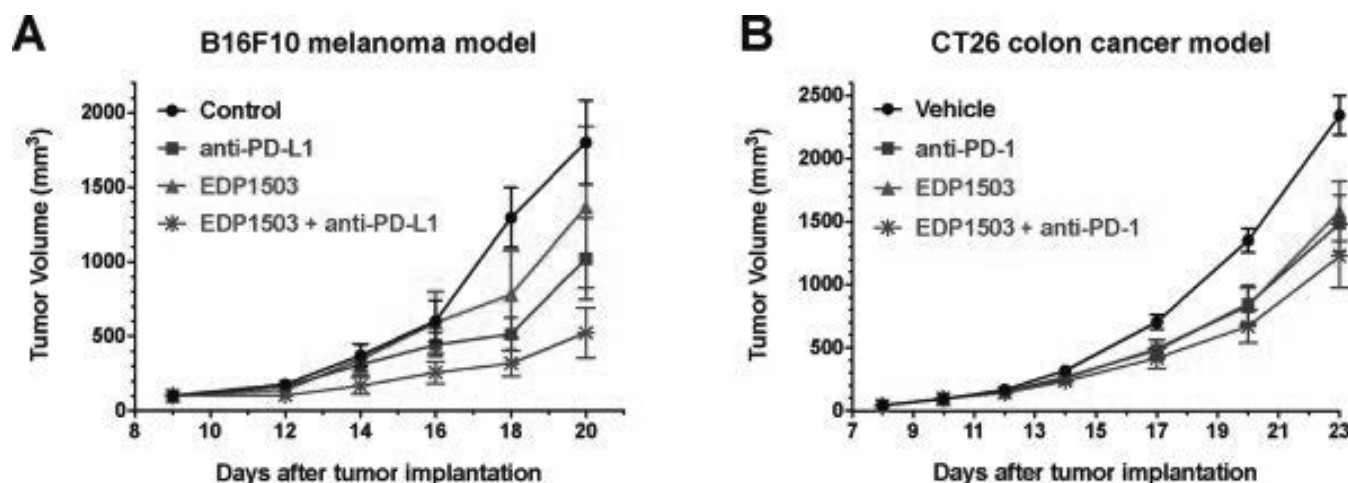 A
B16F10 melanoma model
Tumor Volume (mm³)
2000
1500
1000
500
0
Control
anti-PD-L1
EDP1503
EDP1503 + anti-PD-L1
8 10 12 14 16 18 20
Days after tumor implantation
B
CT26 colon cancer model
Tumor Volume (mm³)
2500
2000
1500
1000
500
0
Vehicle
anti-PD-1
EDP1503
EDP1503 + anti-PD-1
7 9 11 13 15 17 19 21 23
Days after tumor implantation